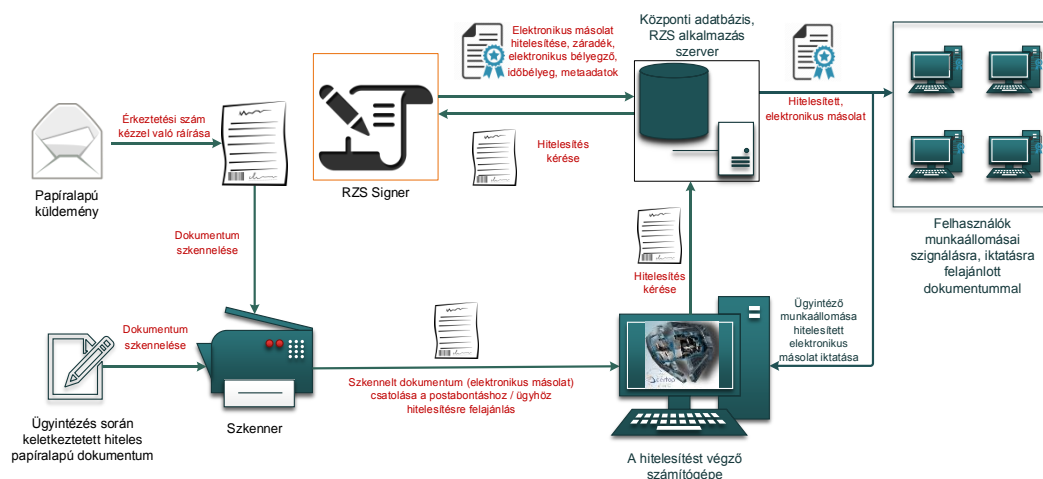 Elektronikus másolat
hitelesítése, záradék,
elektronikus bélyegző,
időbélyeg, metaadatok
Központi adatbázis,
RZS alkalmazás
szerver
Hitelesített,
elektronikus másolat
Érkeztetési szám
kézzel való ráírása
Hitelesítés
kérése
Papíralapú
küldemény
RZS Signer
Felhasználók
munkaállomásai
szignálásra, iktatásra
felajánlott
dokumentummal
Dokumentum
szkennelése
Hitelesítés
kérése
Ügyintéző
munkaállomása
hitelesített
elektronikus
másolat iktatása
Dokumentum
szkennelése
Szkennelt dokumentum (elektronikus másolat)
csatolása a postabontáshoz / ügyhöz
hitelesítésre felajánlás
Ügyintézés során
keletkeztetett hiteles
papíralapú dokumentum
Szkenner
A hitelesítést végző
számítógépe